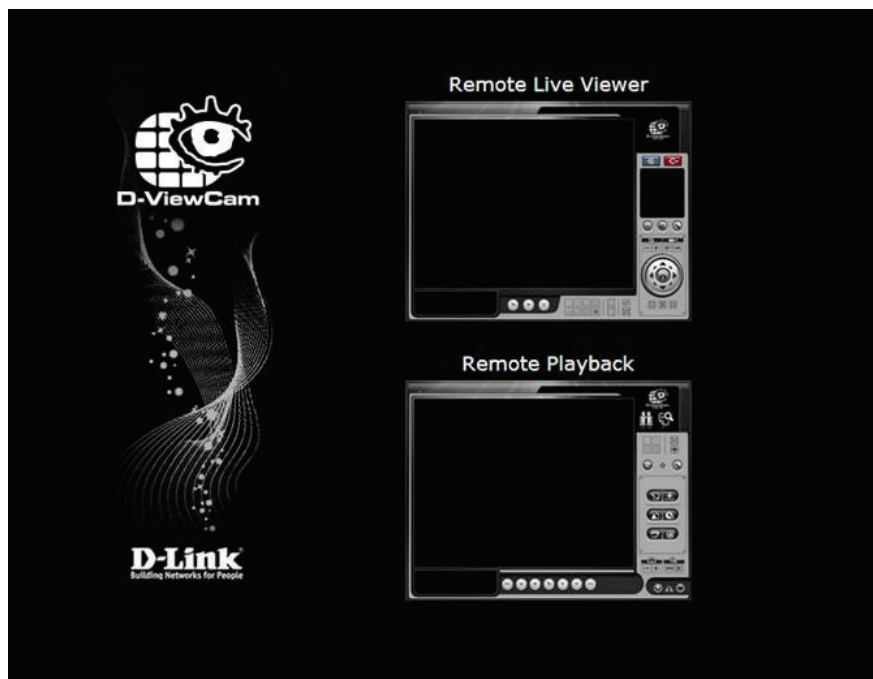 Remote Live Viewer
D-ViewCam
Remote Playback
D-Link
Building Networks for People